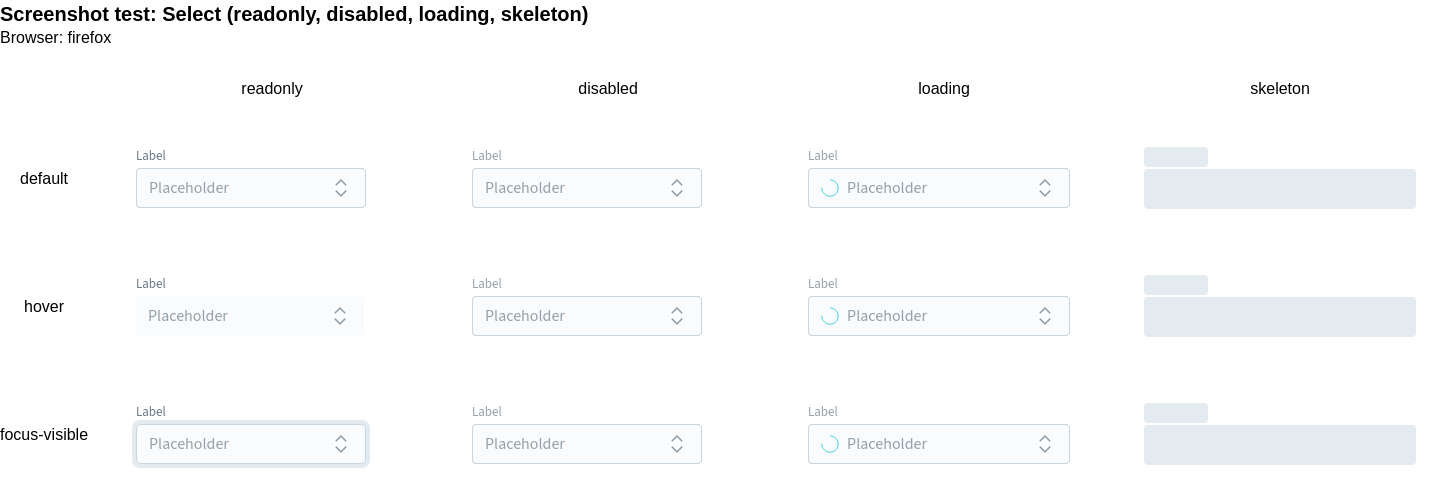 Screenshot test: Select (readonly, disabled, loading, skeleton)
Browser: firefox
readonly disabled loading skeleton
default
Label Label Label
Placeholder Placeholder Placeholder
hover
Label Label Label
Placeholder Placeholder Placeholder
focus-visible
Label Label Label
Placeholder Placeholder Placeholder